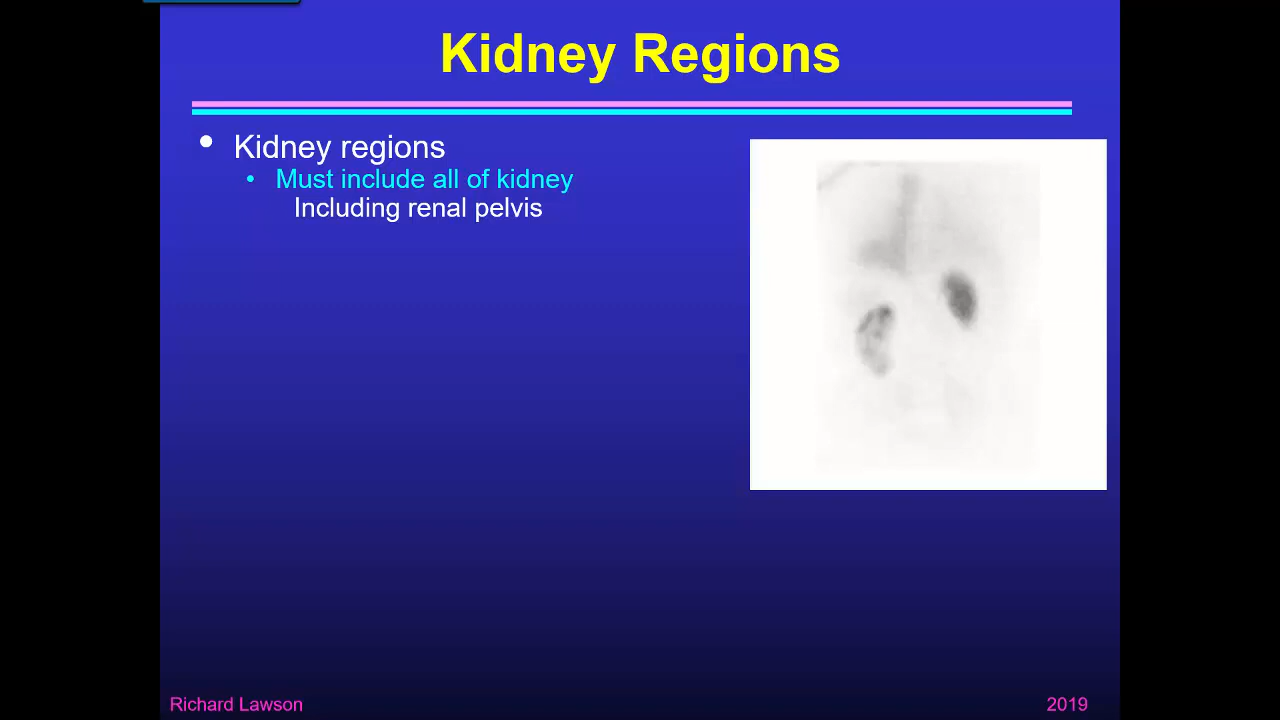 Kidney Regions
• Kidney regions
• Must include all of kidney
Including renal pelvis
Richard Lawson
2019